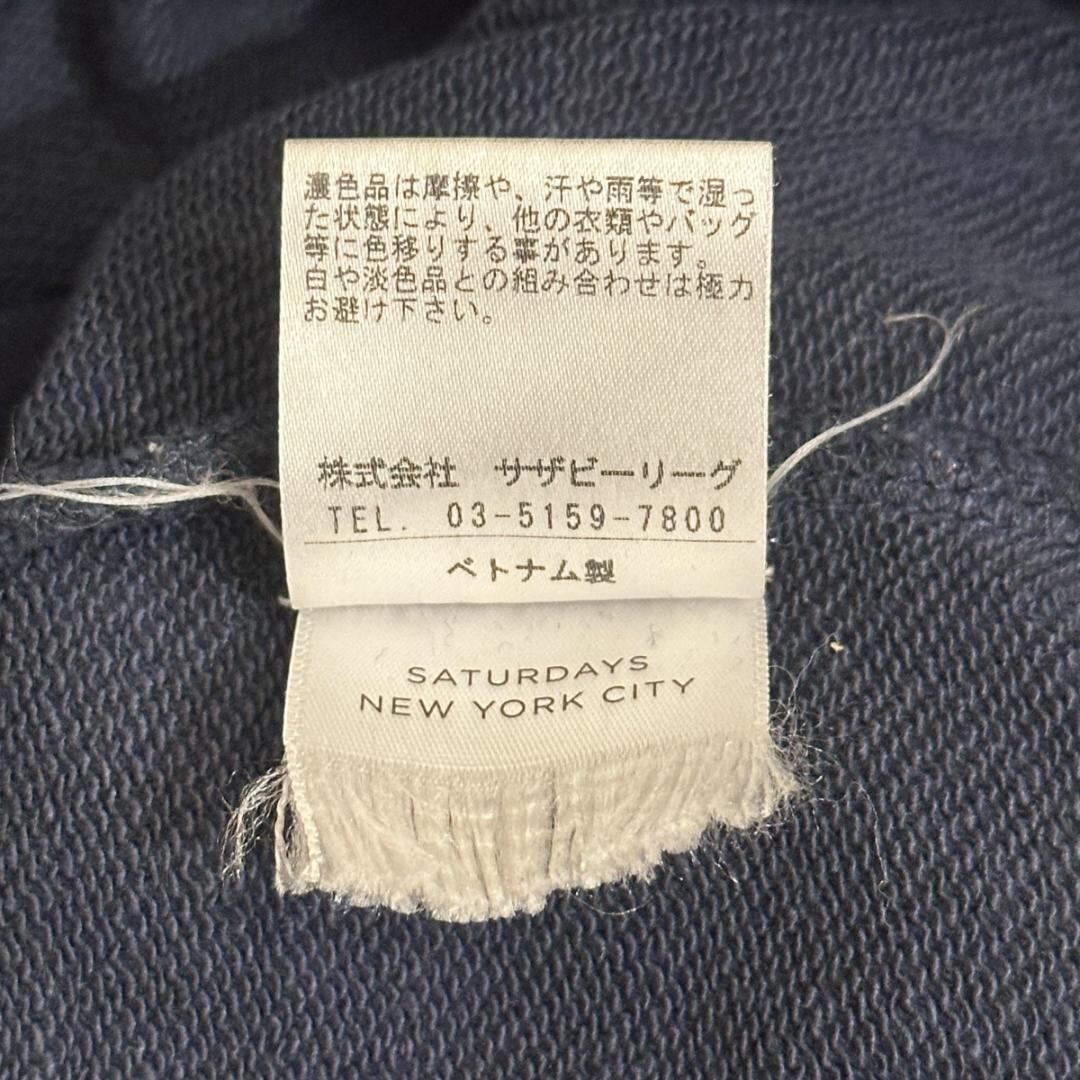 濃色品は摩擦や、汗や雨等で湿っ
た状態により、他の衣類やバッグ
等に色移りする事があります。
白や淡色品との組み合わせは極力
お避け下さい。
株式会社　サザビーリーグ
TEL. 03-5159-7800
ベトナム製
SATURDAYS
NEW YORK CITY